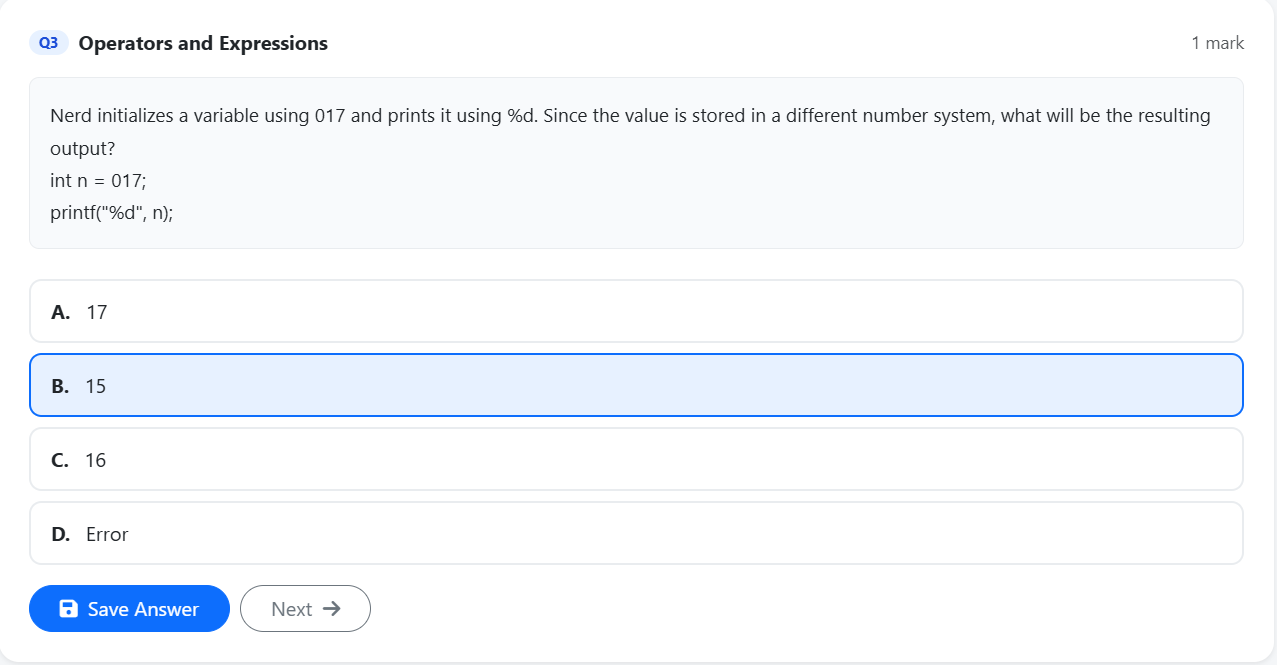 Q3 Operators and Expressions 1 mark
Nerd initializes a variable using 017 and prints it using %d. Since the value is stored in a different number system, what will be the resulting
output?
int n = 017;
printf("%d", n);
A. 17
B. 15
C. 16
D. Error
Save Answer Next →